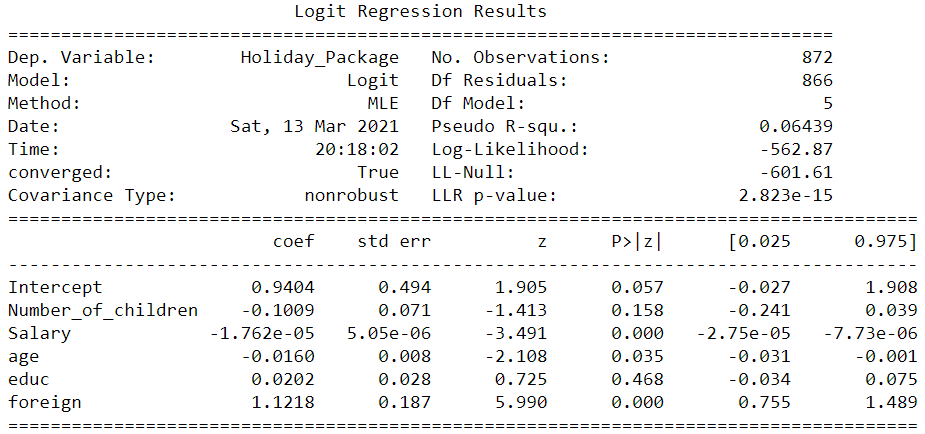 Logit Regression Results
==============================================================================
Dep. Variable: Holiday_Package No. Observations: 872
Model: Logit Df Residuals: 866
Method: MLE Df Model: 5
Date: Sat, 13 Mar 2021 Pseudo R-squ.: 0.06439
Time: 20:18:02 Log-Likelihood: -562.87
converged: True LL-Null: -601.61
Covariance Type: nonrobust LLR p-value: 2.823e-15
======================================================================================
coef std err z P>|z| [0.025 0.975]
--------------------------------------------------------------------------------------
Intercept 0.9404 0.494 1.905 0.057 -0.027 1.908
Number_of_children -0.1009 0.071 -1.413 0.158 -0.241 0.039
Salary -1.762e-05 5.05e-06 -3.491 0.000 -2.75e-05 -7.73e-06
age -0.0160 0.008 -2.108 0.035 -0.031 -0.001
educ 0.0202 0.028 0.725 0.468 -0.034 0.075
foreign 1.1218 0.187 5.990 0.000 0.755 1.489
======================================================================================